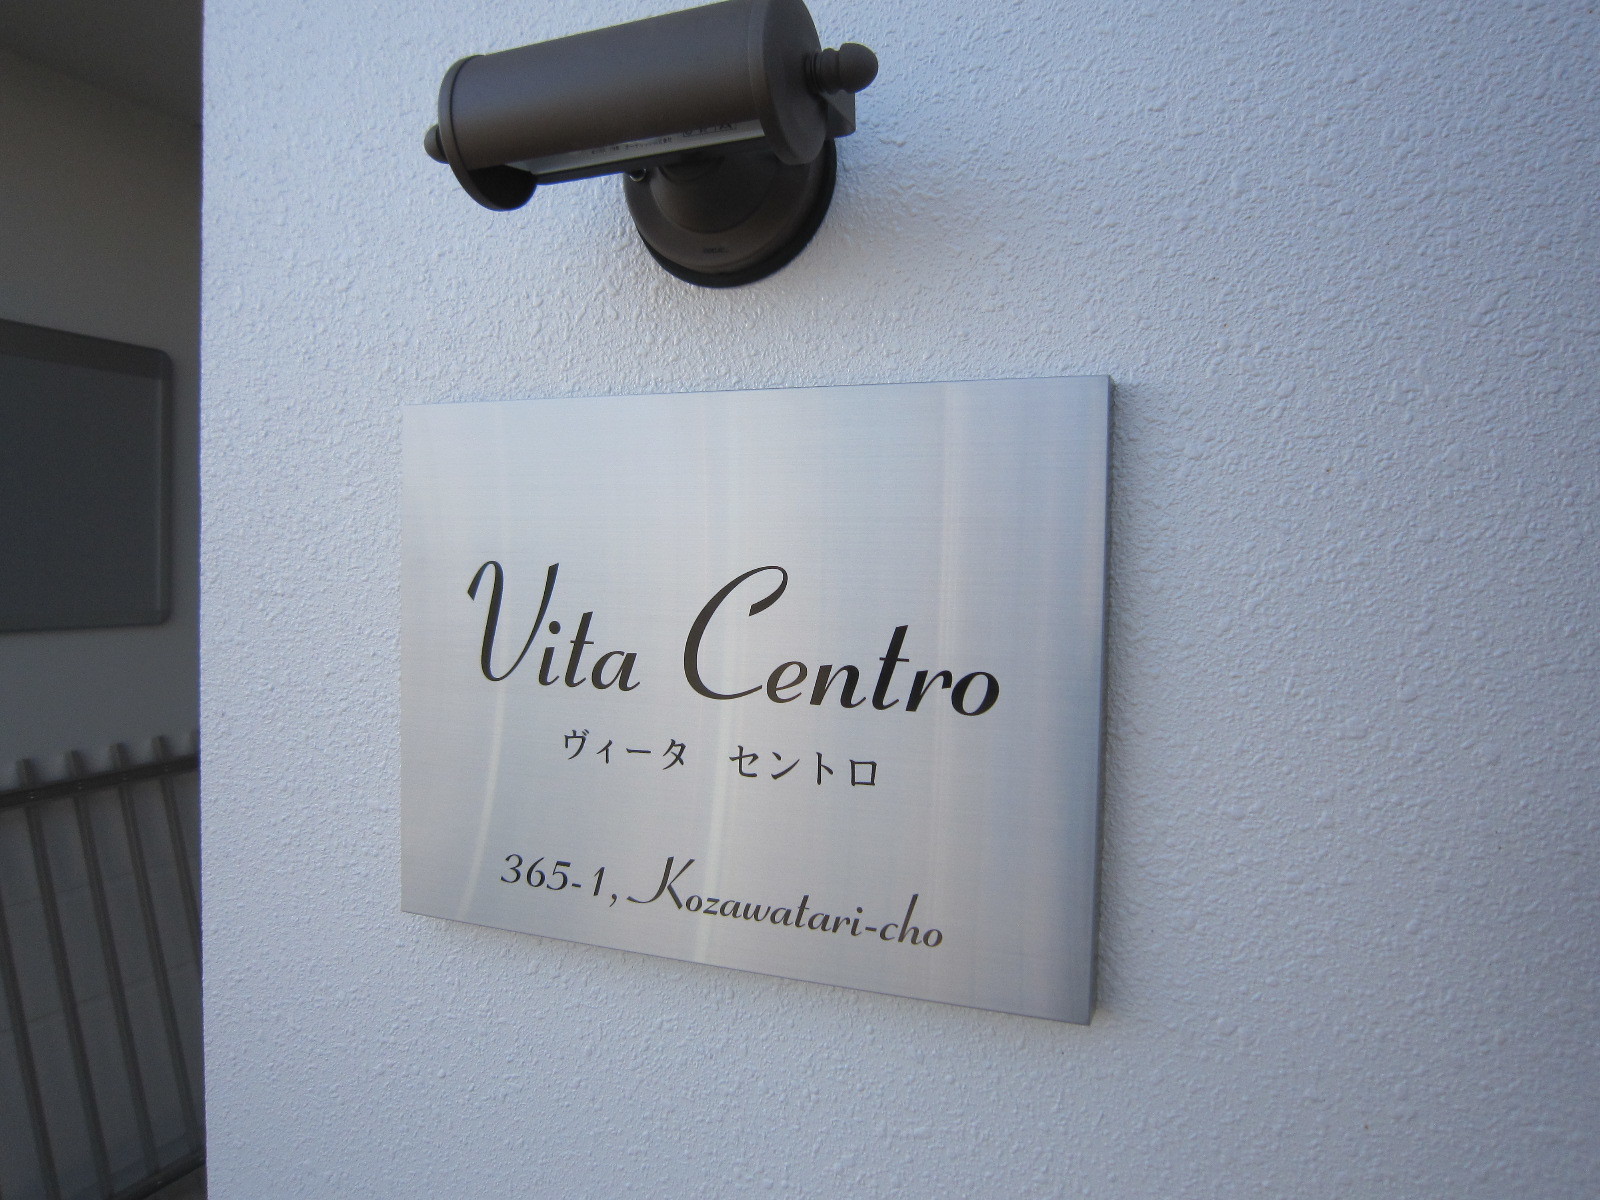 Vita Centro
ヴィータ セントロ
365-1, Kozawatari-cho